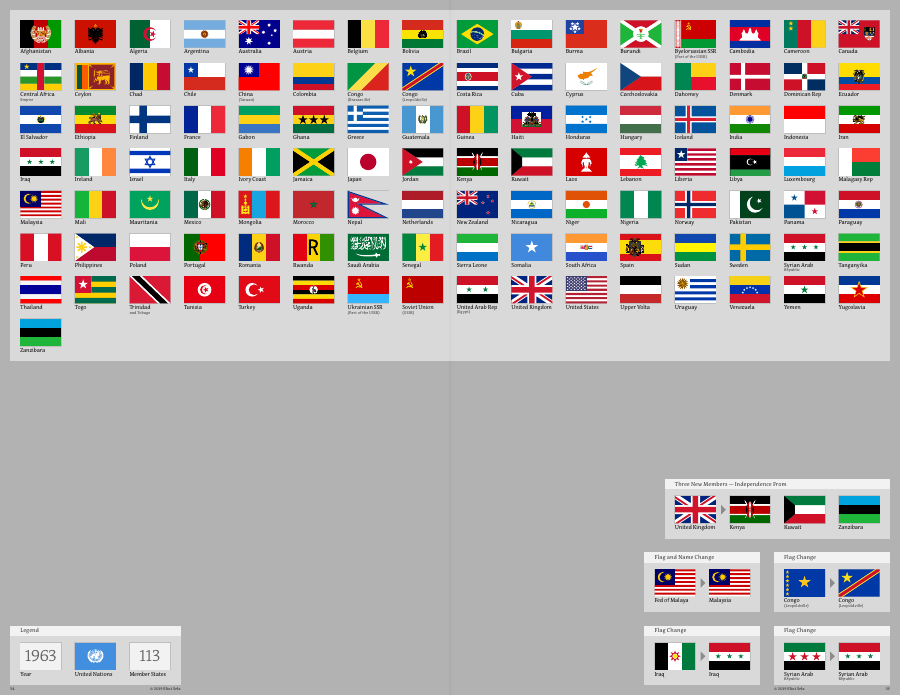 Afghanistan Albania Algeria Argentina Australia Austria Belgium Bolivia Brazil Bulgaria Burma Burundi Byelorussian SSR Cambodia Cameroon Canada
(Part of the USSR)
Central Africa Ceylon Chad Chile China Colombia Congo Congo Costa Rica Cuba Cyprus Czechoslovakia Dahomey Denmark Dominican Rep Ecuador
(Taiwan) (Brazzaville) (Leopoldville)
El Salvador Ethiopia Finland France Gabon Ghana Greece Guatemala Guinea Haiti Honduras Hungary Iceland India Indonesia Iran
Iraq Ireland Israel Italy Ivory Coast Jamaica Japan Jordan Kenya Kuwait Laos Lebanon Liberia Libya Luxembourg Malagasy Rep
Malaysia Mali Mauritania Mexico Mongolia Morocco Nepal Netherlands New Zealand Nicaragua Niger Nigeria Norway Pakistan Panama Paraguay
Peru Philippines Poland Portugal Romania Rwanda Saudi Arabia Senegal Sierra Leone Somalia South Africa Spain Sudan Sweden Syrian Arab Tanganyika
Republic
Thailand Togo Trinidad Tunisia Turkey Uganda Ukrainian SSR Soviet Union United Arab Rep United Kingdom United States Upper Volta Uruguay Venezuela Yemen Yugoslavia
and Tobago (Part of the USSR) (USSR) (Egypt)
Zanzibara
Three New Members — Independence From
United Kingdom Kenya Kuwait Zanzibara
Flag and Name Change
Fed of Malaya Malaysia
Flag Change
Congo Congo
(Leopoldville) (Leopoldville)
Legend
1963 113
Year United Nations Member States
Flag Change
Iraq Iraq
Flag Change
Syrian Arab Syrian Arab
Republic Republic